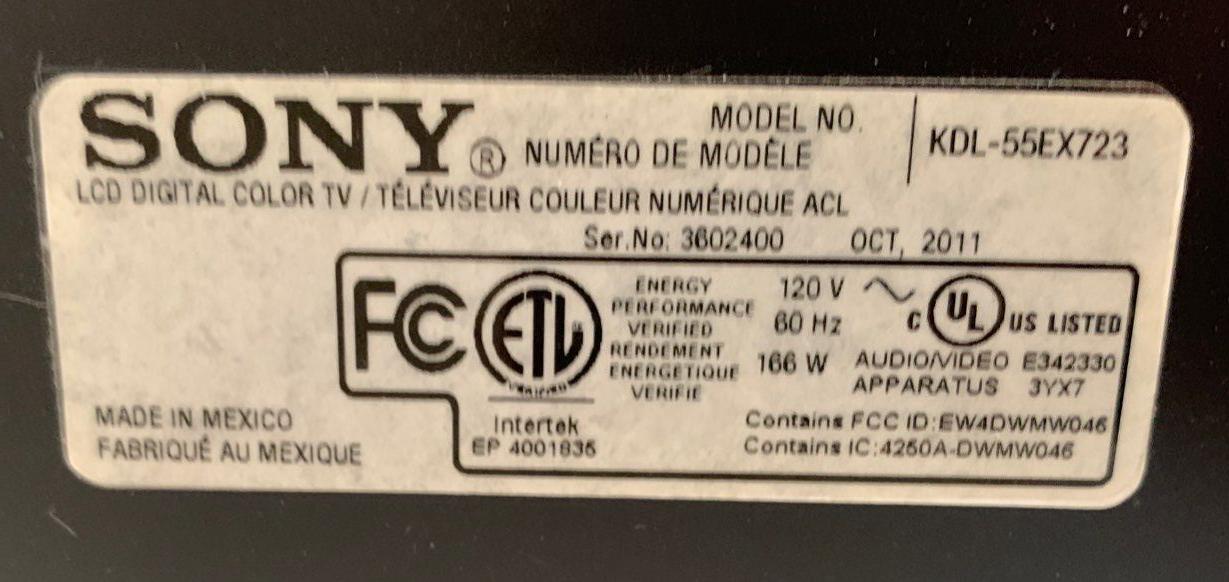 SONY®
MODEL NO.
NUMÉRO DE MODÈLE
KDL-55EX723
LCD DIGITAL COLOR TV / TÉLÉVISEUR COULEUR NUMÉRIQUE ACL
Ser.No: 3602400 OCT, 2011
FC
ETL
VERIFIED
Intertek
EP 4001835
ENERGY
PERFORMANCE
VERIFIED
RENDEMENT
ENERGETIQUE
VERIFIE
120 V ~
60 Hz
166 W
C UL US LISTED
AUDIO/VIDEO E342330
APPARATUS 3YX7
Contains FCC ID:EW4DWMW046
Contains IC:4250A-DWMW046
MADE IN MEXICO
FABRIQUÉ AU MEXIQUE